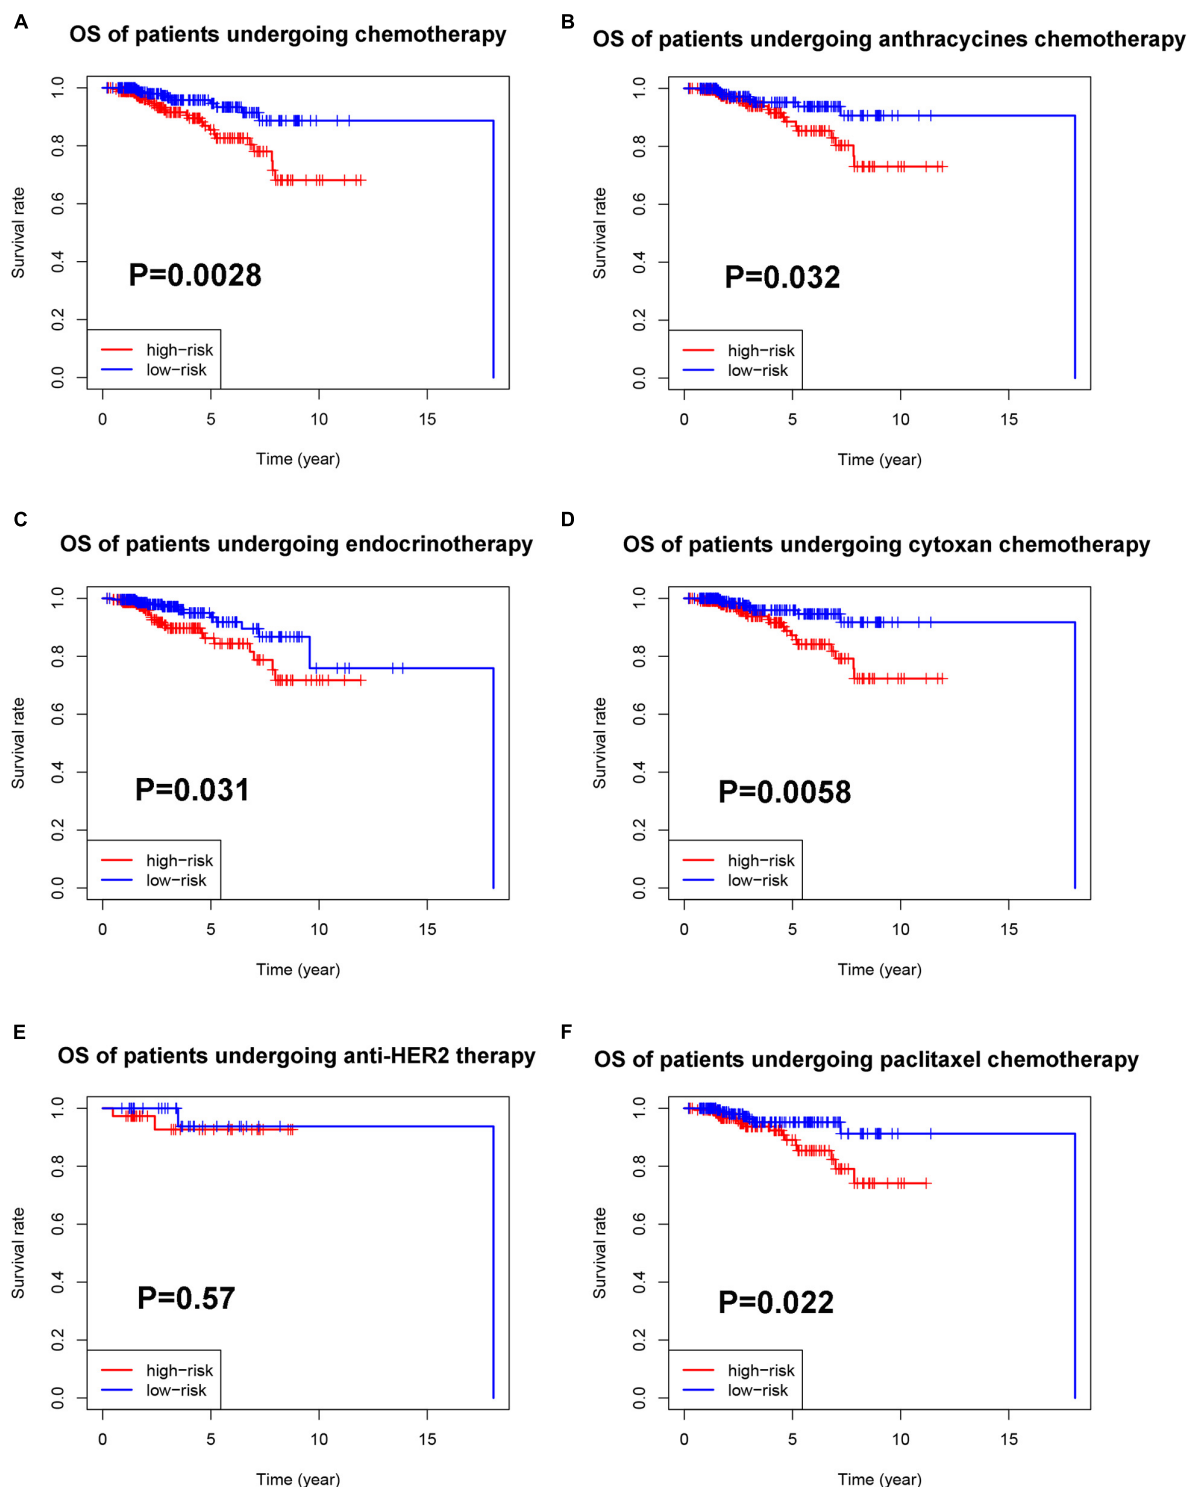 A
OS of patients undergoing chemotherapy
Survival rate
1.0
0.8
0.6
0.4
0.2
0.0
P=0.0028
high−risk
low−risk
0 5 10 15
Time (year)
B
OS of patients undergoing anthracycines chemotherapy
Survival rate
1.0
0.8
0.6
0.4
0.2
0.0
P=0.032
high−risk
low−risk
0 5 10 15
Time (year)
C
OS of patients undergoing endocrinotherapy
Survival rate
1.0
0.8
0.6
0.4
0.2
0.0
P=0.031
high−risk
low−risk
0 5 10 15
Time (year)
D
OS of patients undergoing cytoxan chemotherapy
Survival rate
1.0
0.8
0.6
0.4
0.2
0.0
P=0.0058
high−risk
low−risk
0 5 10 15
Time (year)
E
OS of patients undergoing anti-HER2 therapy
Survival rate
1.0
0.8
0.6
0.4
0.2
0.0
P=0.57
high−risk
low−risk
0 5 10 15
Time (year)
F
OS of patients undergoing paclitaxel chemotherapy
Survival rate
1.0
0.8
0.6
0.4
0.2
0.0
P=0.022
high−risk
low−risk
0 5 10 15
Time (year)